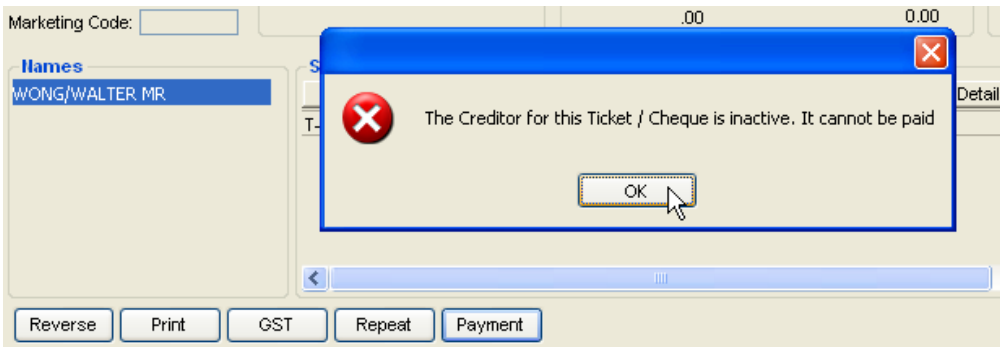 Marketing Code:
.00 0.00
Names
WONG/WALTER MR
S
Detail
T-
The Creditor for this Ticket / Cheque is inactive. It cannot be paid
OK
Reverse Print GST Repeat Payment